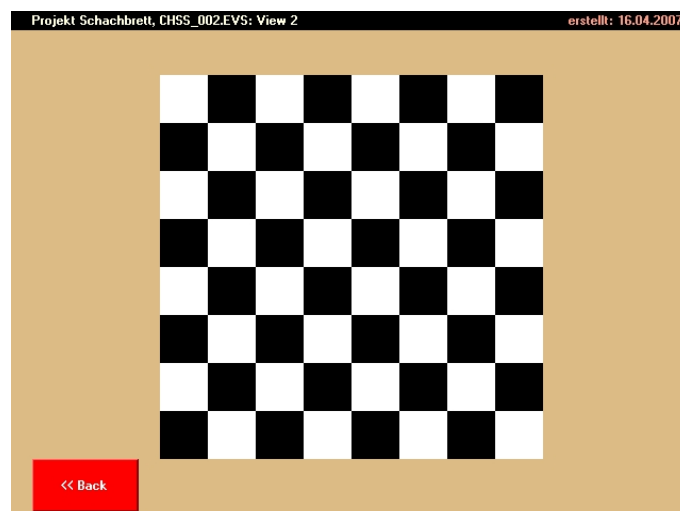 Projekt Schachbrett, CHSS_002.EVS: View 2
erstellt: 16.04.2007
<< Back